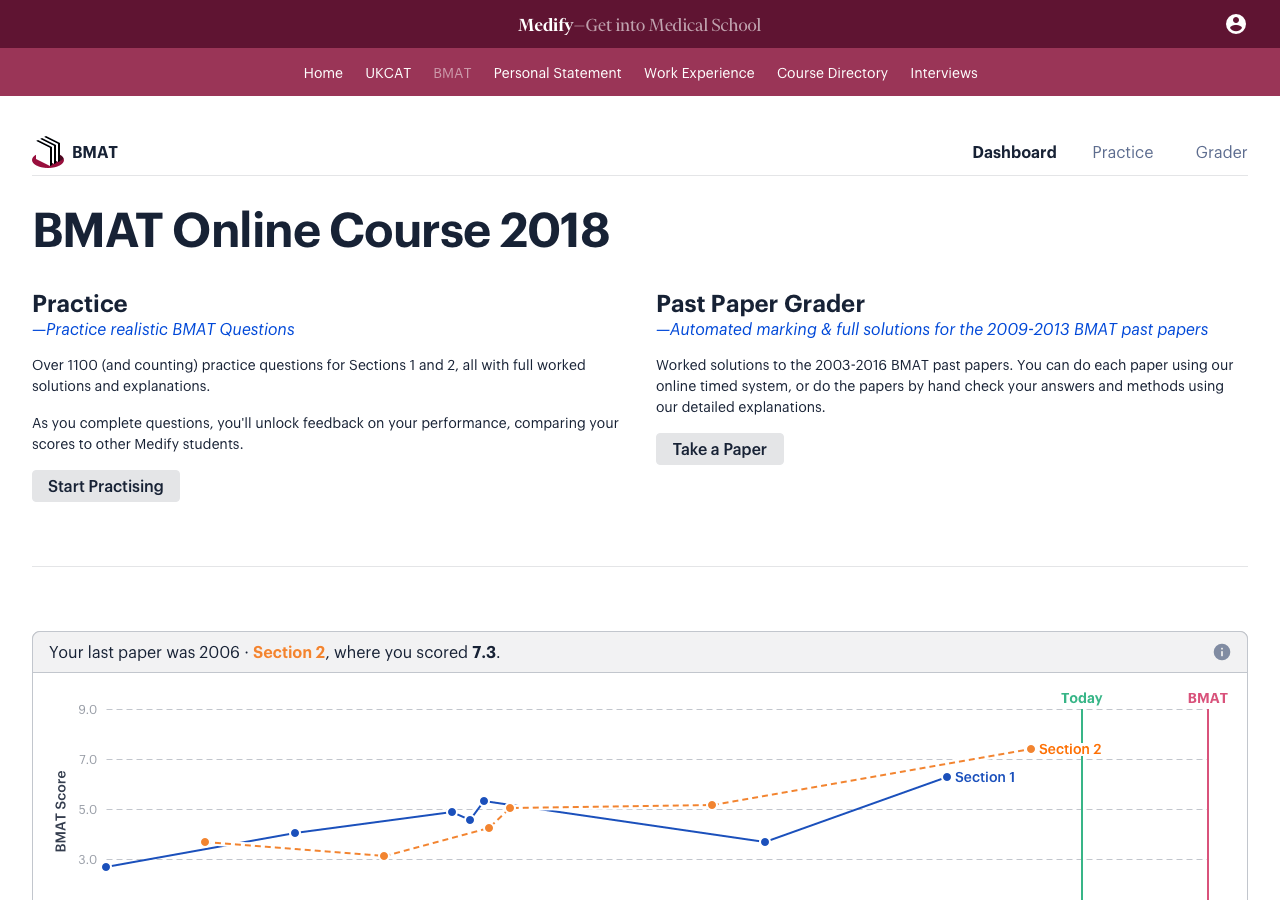 Medify—Get into Medical School
Home UKCAT BMAT Personal Statement Work Experience Course Directory Interviews
BMAT
Dashboard Practice Grader
BMAT Online Course 2018
Practice
—Practice realistic BMAT Questions
Over 1100 (and counting) practice questions for Sections 1 and 2, all with full worked
solutions and explanations.
As you complete questions, you'll unlock feedback on your performance, comparing your
scores to other Medify students.
Start Practising
Past Paper Grader
—Automated marking & full solutions for the 2009-2013 BMAT past papers
Worked solutions to the 2003-2016 BMAT past papers. You can do each paper using our
online timed system, or do the papers by hand check your answers and methods using
our detailed explanations.
Take a Paper
Your last paper was 2006 · Section 2, where you scored 7.3.
Today
BMAT
9.0
Section 2
7.0
Section 1
5.0
3.0
BMAT Score